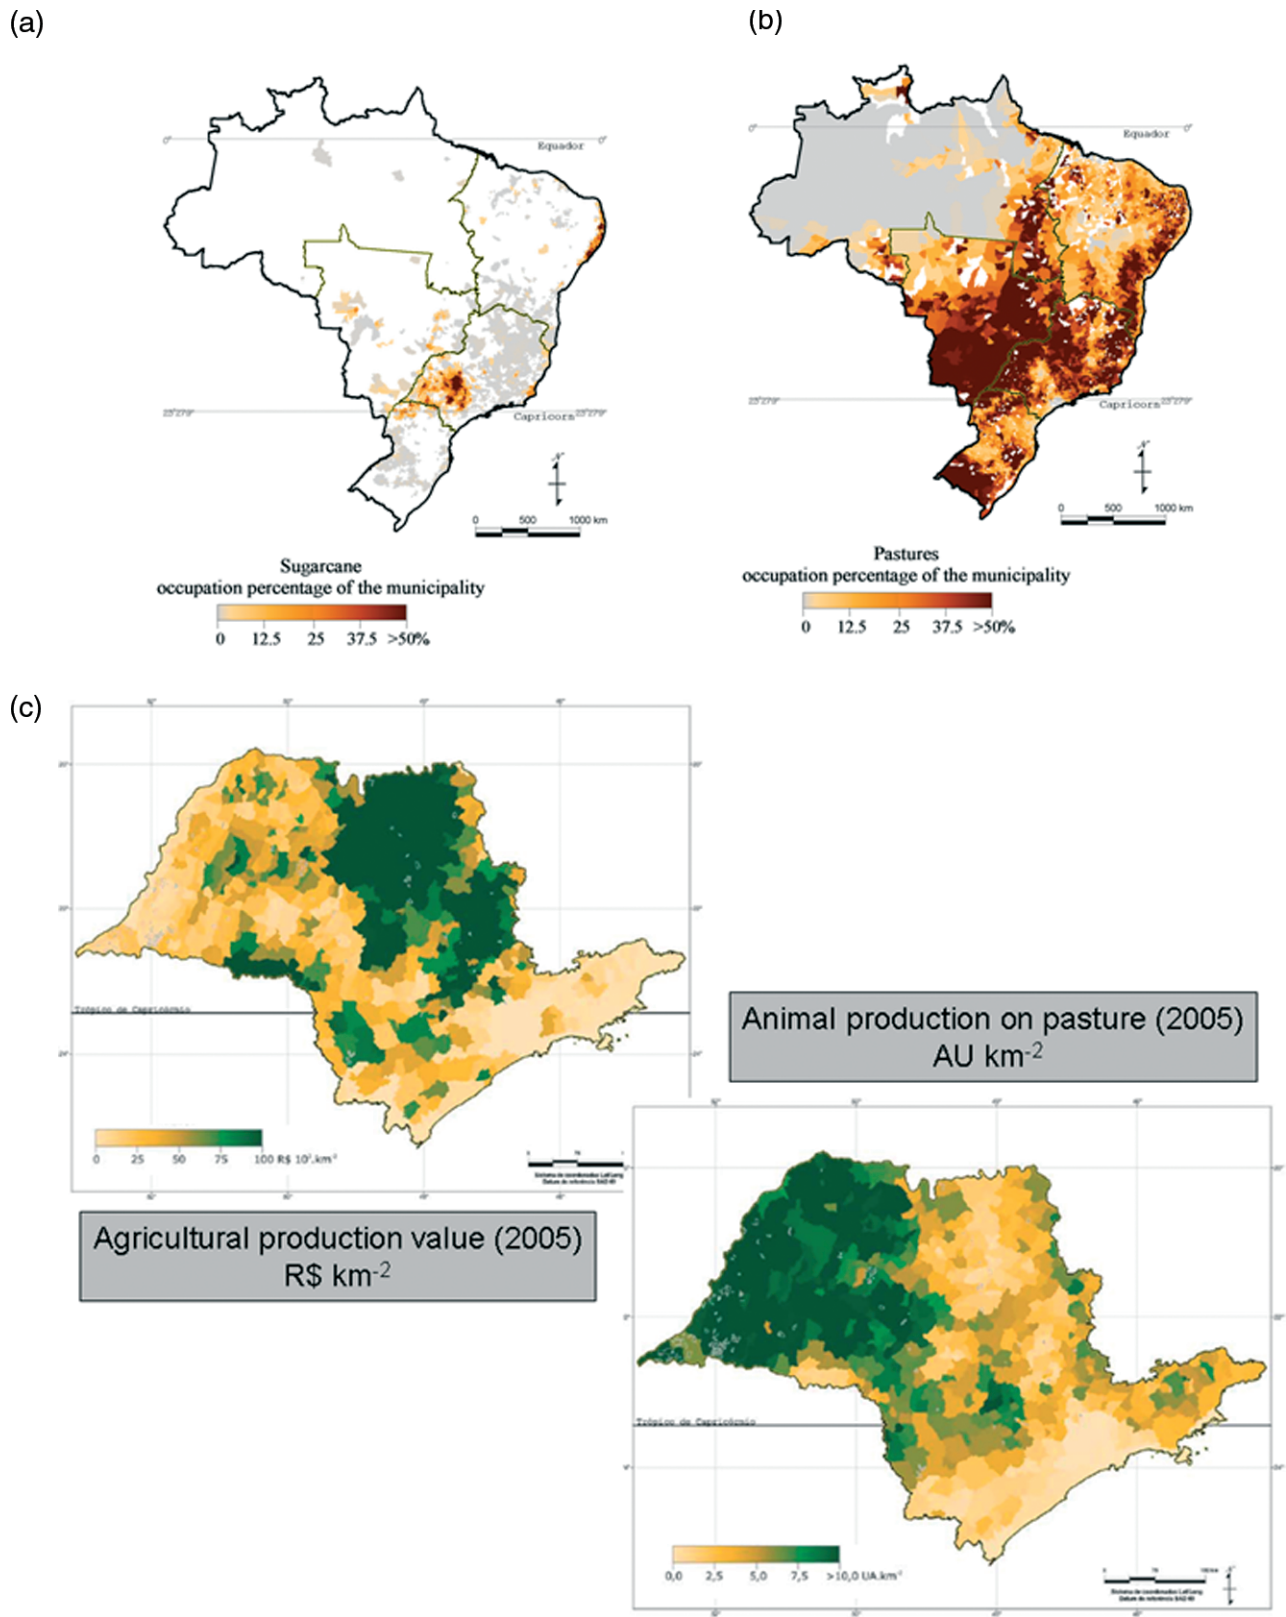 (a)
(b)
0°
Equador
0°
Capricorn
0 500 1000 km
Sugarcane
occupation percentage of the municipality
0 12.5 25 37.5 >50%
0°
Equador
0°
Capricorn
0 500 1000 km
Pastures
occupation percentage of the municipality
0 12.5 25 37.5 >50%
(c)
Trópico de Capricórnio
0 25 50 75 100 R$
Agricultural production value (2005)
R$ km-2
Animal production on pasture (2005)
AU km-2
Trópico de Capricórnio
0,0 2,5 5,0 7,5 >10,0 UA.km-2